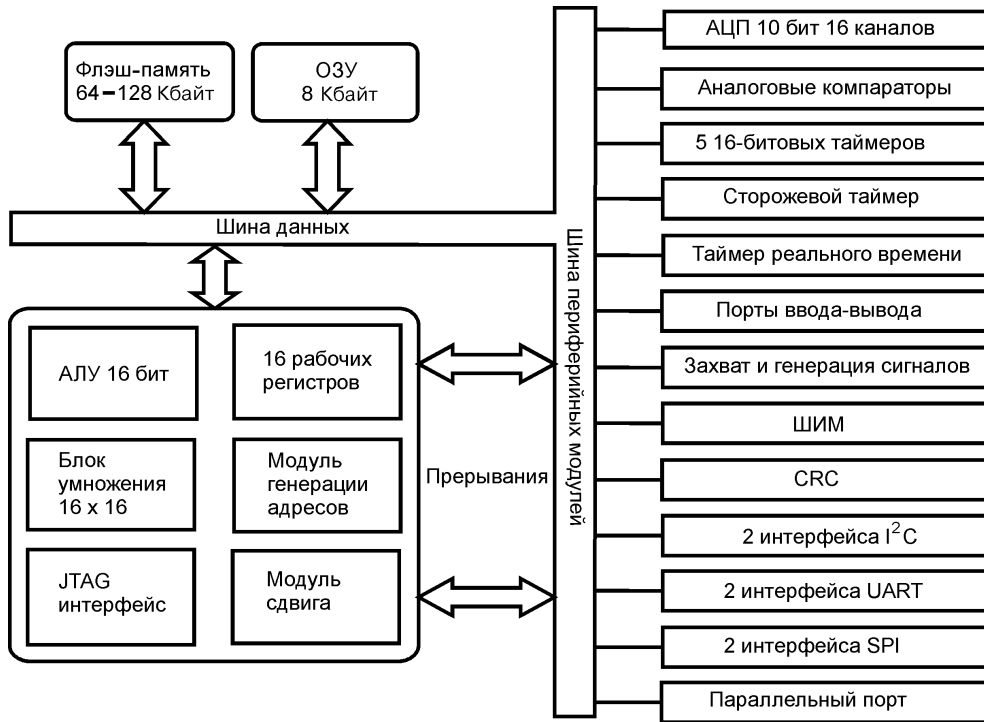 Флэш-память
64–128 Кбайт
ОЗУ
8 Кбайт
Шина данных
АЛУ 16 бит
16 рабочих
регистров
Блок
умножения
16 x 16
Модуль
генерации
адресов
JTAG
интерфейс
Модуль
сдвига
Прерывания
Шина периферийных модулей
АЦП 10 бит 16 каналов
Аналоговые компараторы
5 16-битовых таймеров
Сторожевой таймер
Таймер реального времени
Порты ввода-вывода
Захват и генерация сигналов
ШИМ
CRC
2 интерфейса I²C
2 интерфейса UART
2 интерфейса SPI
Параллельный порт